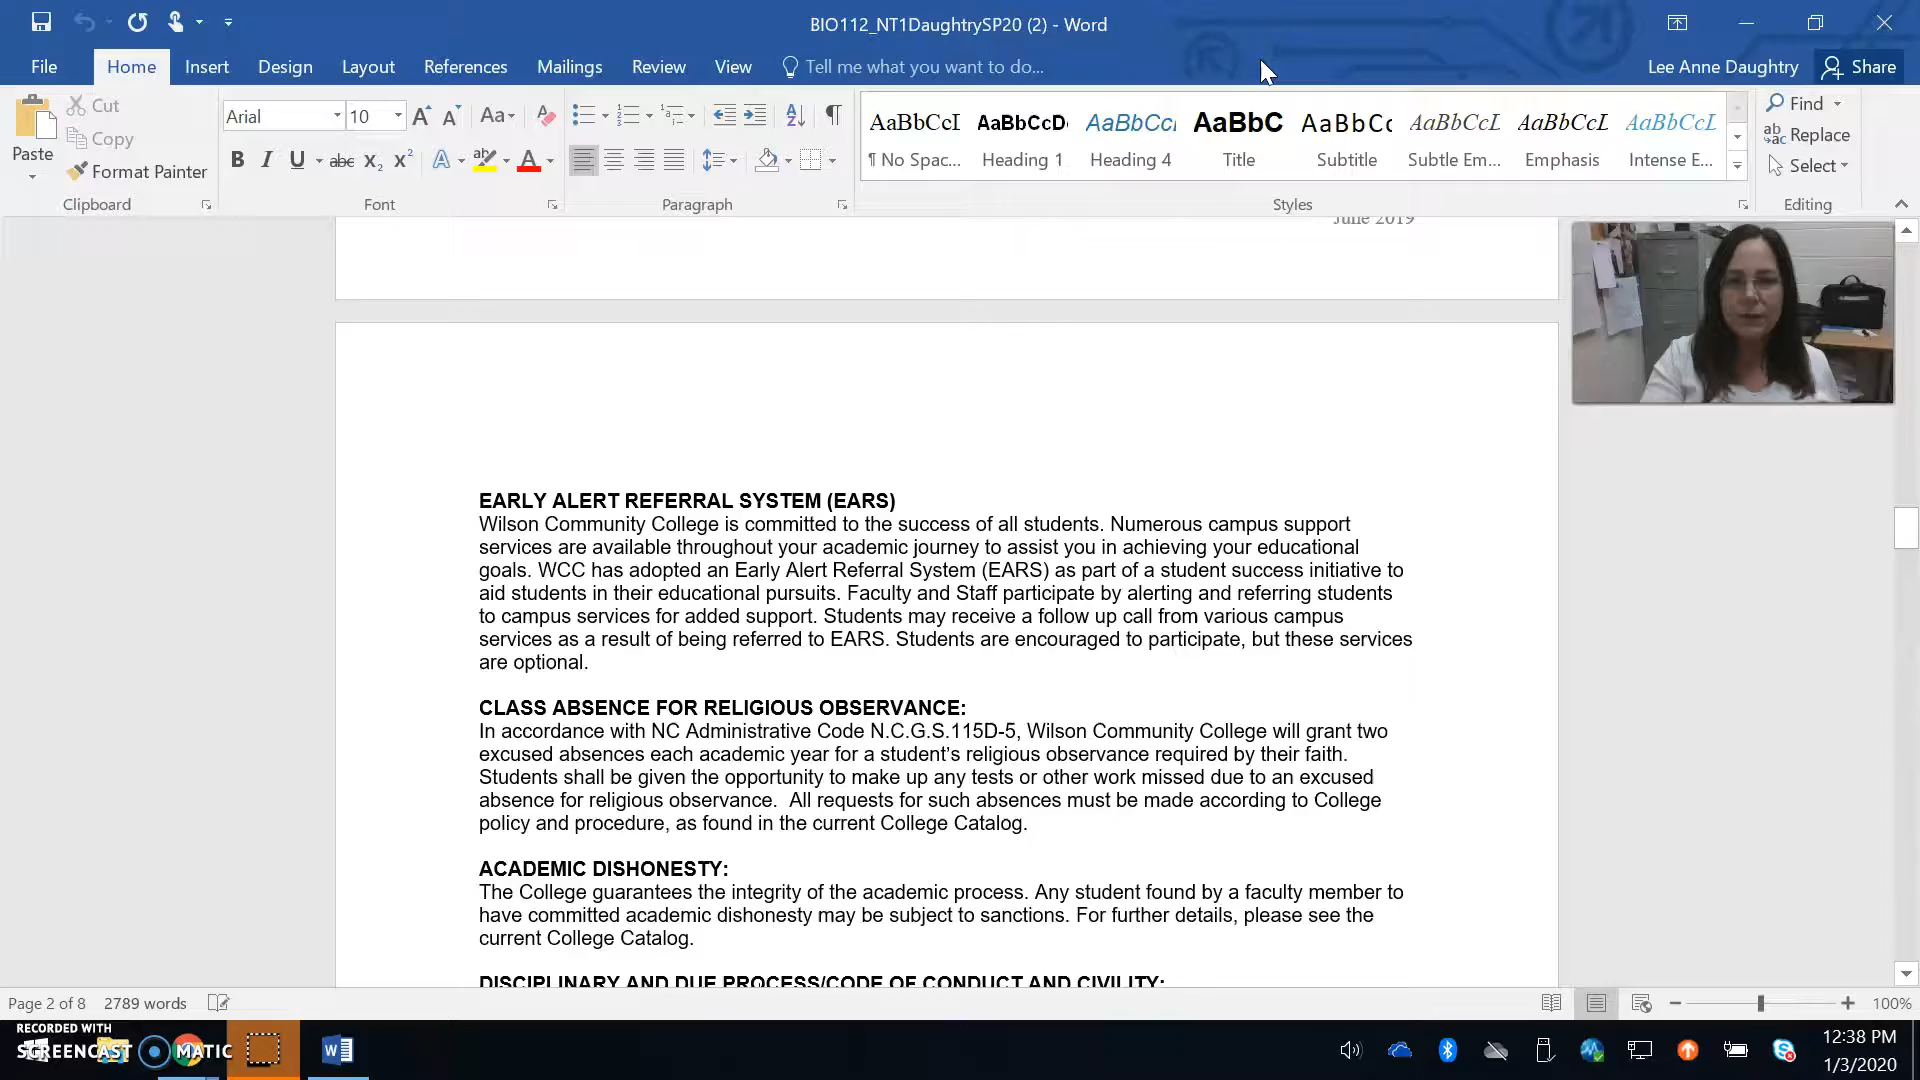 BIO112_NT1DaughtrySP20 (2) - Word
File Home Insert Design Layout References Mailings Review View Tell me what you want to do... Lee Anne Daughtry Share
Paste
Cut
Copy
Format Painter
Clipboard
Arial 10
Font
Paragraph
AaBbCcI AaBbCcD AaBbCc AaBbC AaBbCc AaBbCcL AaBbCcL AaBbCcL
¶ No Spac... Heading 1 Heading 4 Title Subtitle Subtle Em... Emphasis Intense E...
Styles
Find
Replace
Select
Editing
June 2019
EARLY ALERT REFERRAL SYSTEM (EARS)
Wilson Community College is committed to the success of all students. Numerous campus support
services are available throughout your academic journey to assist you in achieving your educational
goals. WCC has adopted an Early Alert Referral System (EARS) as part of a student success initiative to
aid students in their educational pursuits. Faculty and Staff participate by alerting and referring students
to campus services for added support. Students may receive a follow up call from various campus
services as a result of being referred to EARS. Students are encouraged to participate, but these services
are optional.
CLASS ABSENCE FOR RELIGIOUS OBSERVANCE:
In accordance with NC Administrative Code N.C.G.S.115D-5, Wilson Community College will grant two
excused absences each academic year for a student's religious observance required by their faith.
Students shall be given the opportunity to make up any tests or other work missed due to an excused
absence for religious observance.  All requests for such absences must be made according to College
policy and procedure, as found in the current College Catalog.
ACADEMIC DISHONESTY:
The College guarantees the integrity of the academic process. Any student found by a faculty member to
have committed academic dishonesty may be subject to sanctions. For further details, please see the
current College Catalog.
DISCIPLINARY AND DUE PROCESS/CODE OF CONDUCT AND CIVILITY:
Page 2 of 8 2789 words 100%
RECORDED WITH
SCREENCAST MATIC
12:38 PM
1/3/2020